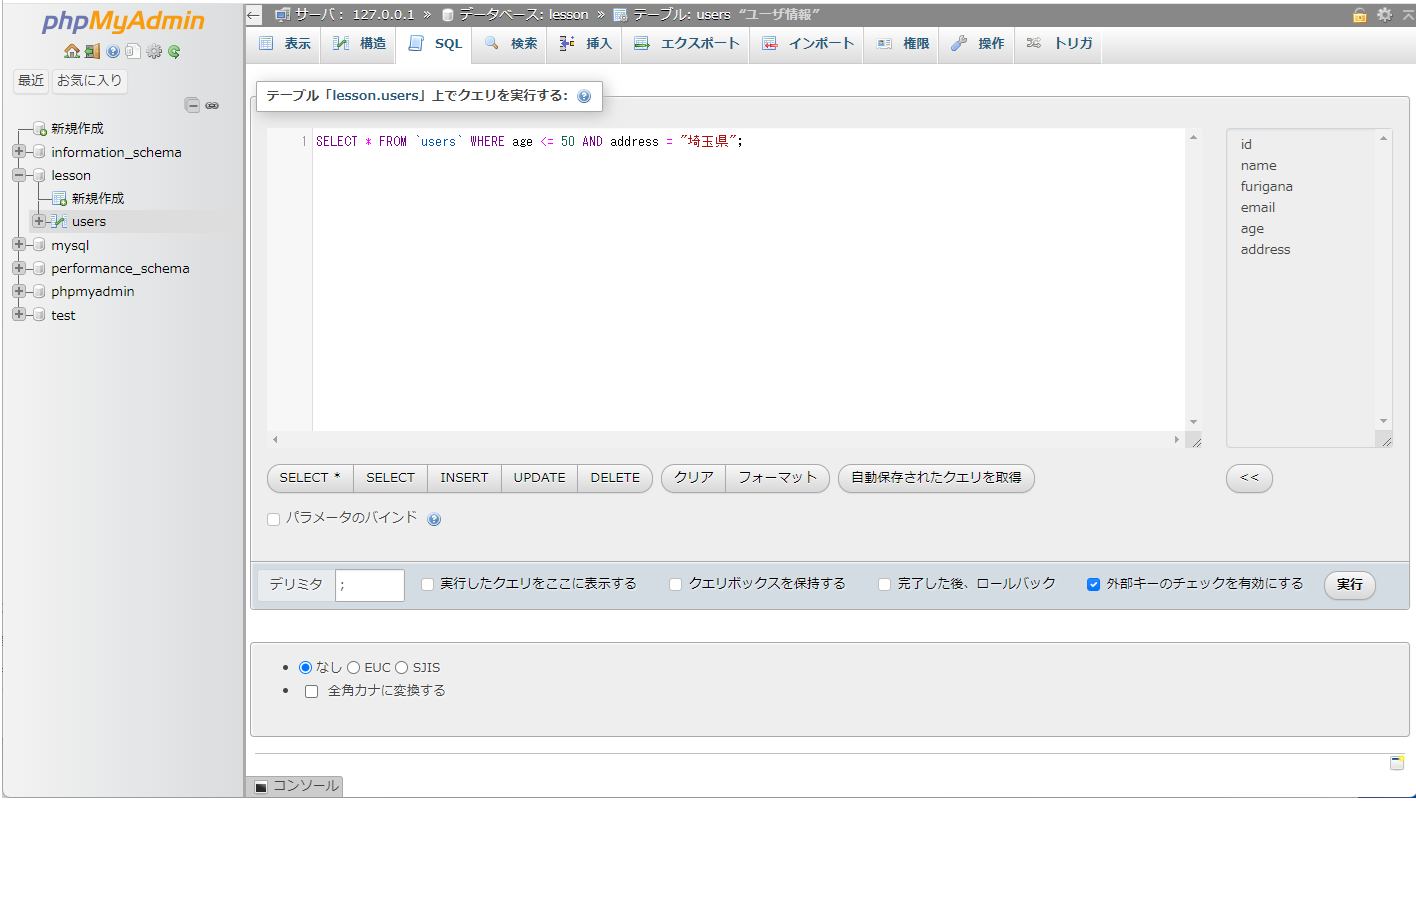 phpMyAdmin
最近 お気に入り
新規作成
information_schema
lesson
新規作成
users
mysql
performance_schema
phpmyadmin
test
サーバ: 127.0.0.1 » データベース: lesson » テーブル: users "ユーザ情報"
表示 構造 SQL 検索 挿入 エクスポート インポート 権限 操作 トリガ
テーブル「lesson.users」上でクエリを実行する:
1 SELECT * FROM `users` WHERE age <= 50 AND address = "埼玉県";
id
name
furigana
email
age
address
SELECT * SELECT INSERT UPDATE DELETE クリア フォーマット 自動保存されたクエリを取得 <<
パラメータのバインド
デリミタ ; 実行したクエリをここに表示する クエリボックスを保持する 完了した後、ロールバック 外部キーのチェックを有効にする 実行
なし EUC SJIS
全角カナに変換する
コンソール